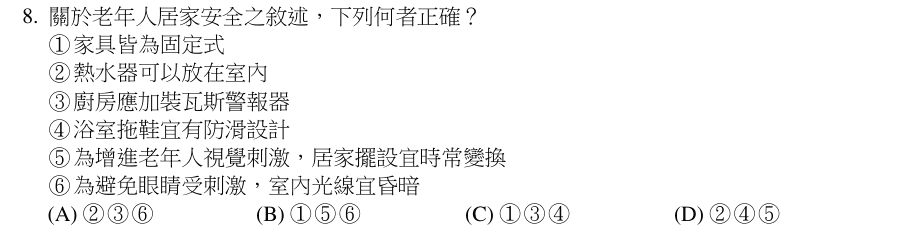 8. 關於老年人居家安全之敘述，下列何者正確？
①家具皆為固定式
②熱水器可以放在室內
③廚房應加裝瓦斯警報器
④浴室拖鞋宜有防滑設計
⑤為增進老年人視覺刺激，居家擺設宜時常變換
⑥為避免眼睛受刺激，室內光線宜昏暗
(A) ②③⑥ (B) ①⑤⑥ (C) ①③④ (D) ②④⑤